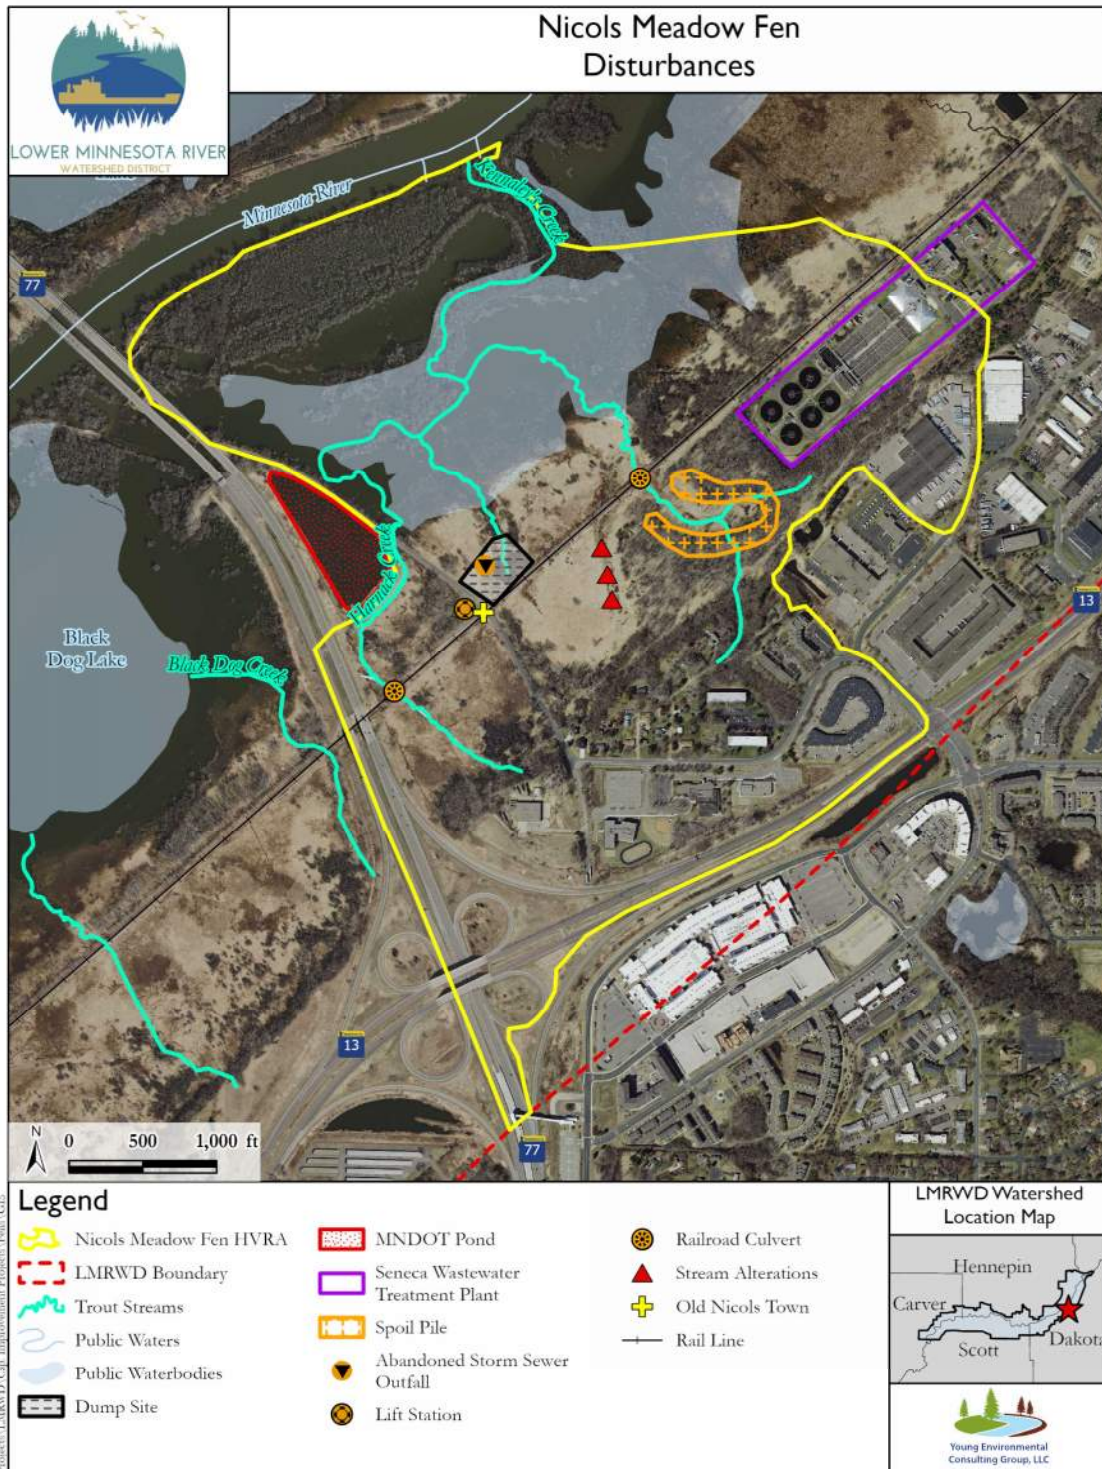 Nicols Meadow Fen
Disturbances
LOWER MINNESOTA RIVER
WATERSHED DISTRICT
Minnesota River
Kennaley's Creek
77
Harnack Creek
Black
Dog Lake
Black Dog Creek
13
13
77
N
0 500 1,000 ft
Legend
Nicols Meadow Fen HVRA
LMRWD Boundary
Trout Streams
Public Waters
Public Waterbodies
Dump Site
MNDOT Pond
Seneca Wastewater
Treatment Plant
Spoil Pile
Abandoned Storm Sewer
Outfall
Lift Station
Railroad Culvert
Stream Alterations
Old Nicols Town
Rail Line
LMRWD Watershed
Location Map
Hennepin
Carver
Scott
Dakota
Young Environmental
Consulting Group, LLC